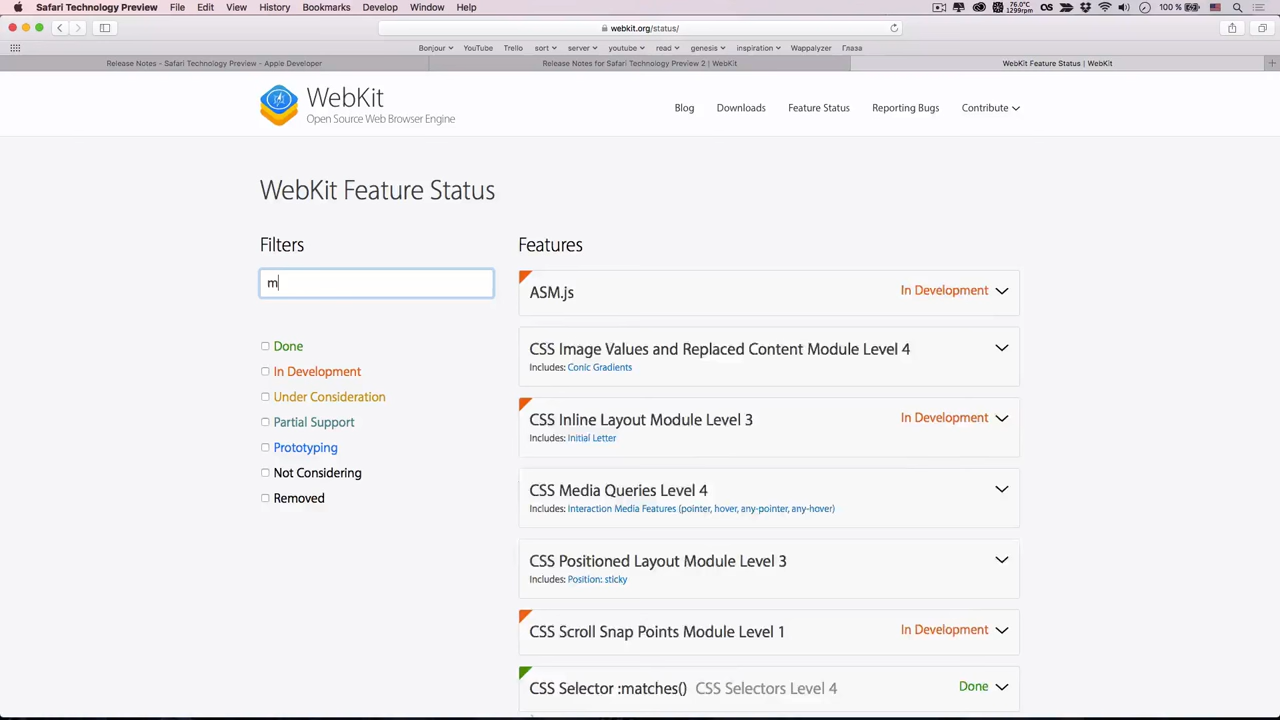 Safari Technology Preview File Edit View History Bookmarks Develop Window Help 76.0°C 1299rpm 100 %
webkit.org/status/
Bonjour YouTube Trello sort server youtube read genesis inspiration Wappalyzer Глаза
Release Notes - Safari Technology Preview - Apple Developer Release Notes for Safari Technology Preview 2 | WebKit WebKit Feature Status | WebKit
WebKit
Open Source Web Browser Engine
Blog Downloads Feature Status Reporting Bugs Contribute
WebKit Feature Status
Filters
m
Done
In Development
Under Consideration
Partial Support
Prototyping
Not Considering
Removed
Features
ASM.js In Development
CSS Image Values and Replaced Content Module Level 4
Includes: Conic Gradients
CSS Inline Layout Module Level 3 In Development
Includes: Initial Letter
CSS Media Queries Level 4
Includes: Interaction Media Features (pointer, hover, any-pointer, any-hover)
CSS Positioned Layout Module Level 3
Includes: Position: sticky
CSS Scroll Snap Points Module Level 1 In Development
CSS Selector :matches() CSS Selectors Level 4 Done